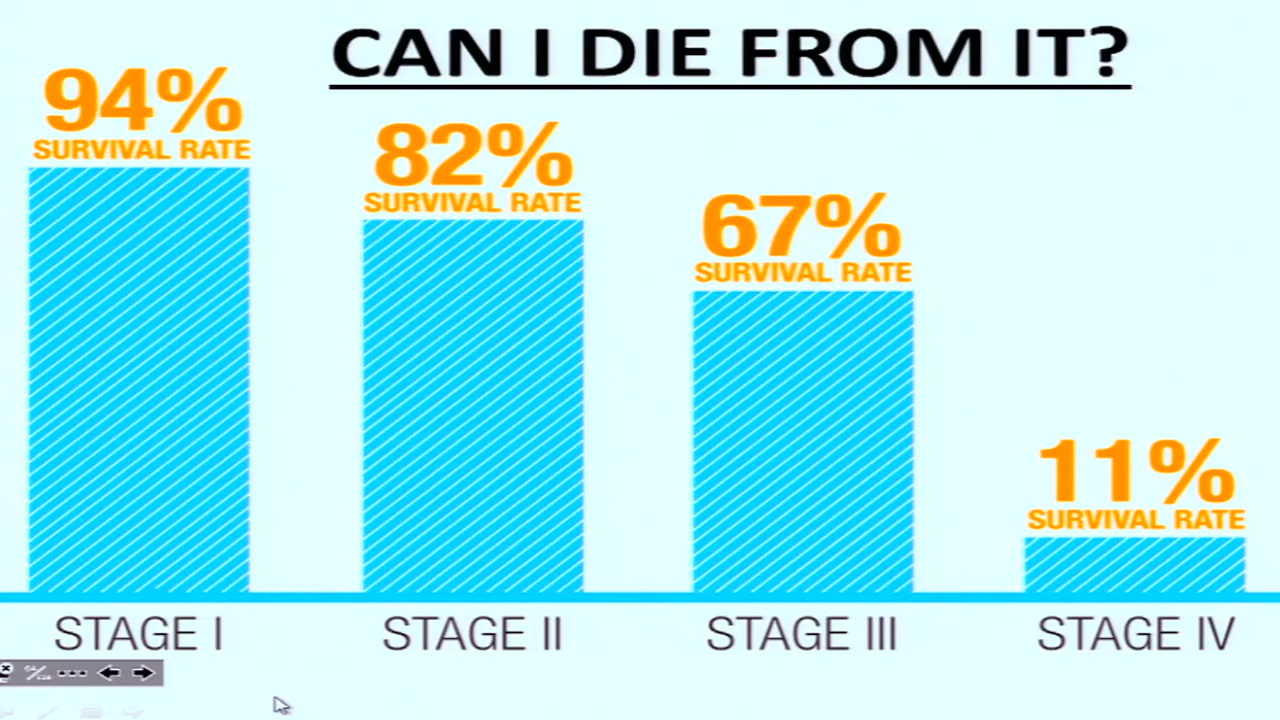 CAN I DIE FROM IT?
94%
SURVIVAL RATE
82%
SURVIVAL RATE
67%
SURVIVAL RATE
11%
SURVIVAL RATE
STAGE I
STAGE II
STAGE III
STAGE IV